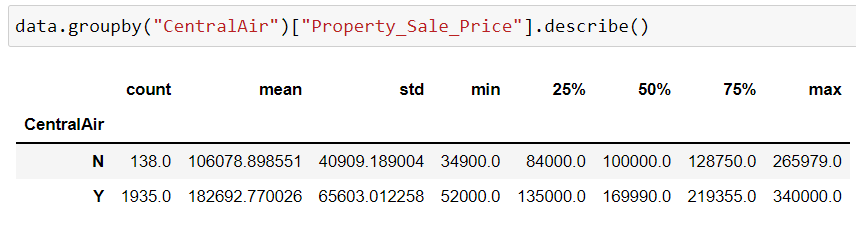 data.groupby("CentralAir")["Property_Sale_Price"].describe()
count mean std min 25% 50% 75% max
CentralAir
N 138.0 106078.898551 40909.189004 34900.0 84000.0 100000.0 128750.0 265979.0
Y 1935.0 182692.770026 65603.012258 52000.0 135000.0 169990.0 219355.0 340000.0